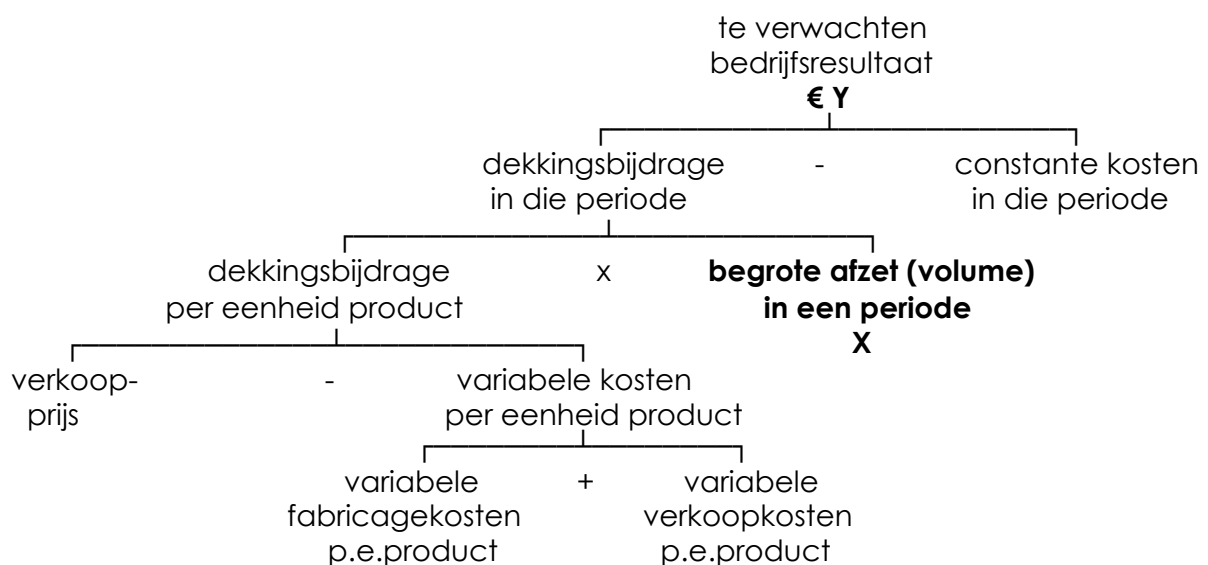 te verwachten
bedrijfsresultaat
€ Y
dekkingsbijdrage - constante kosten
in die periode in die periode
dekkingsbijdrage x begrote afzet (volume)
per eenheid product in een periode
X
verkoop- - variabele kosten
prijs per eenheid product
variabele + variabele
fabricagekosten verkoopkosten
p.e.product p.e.product